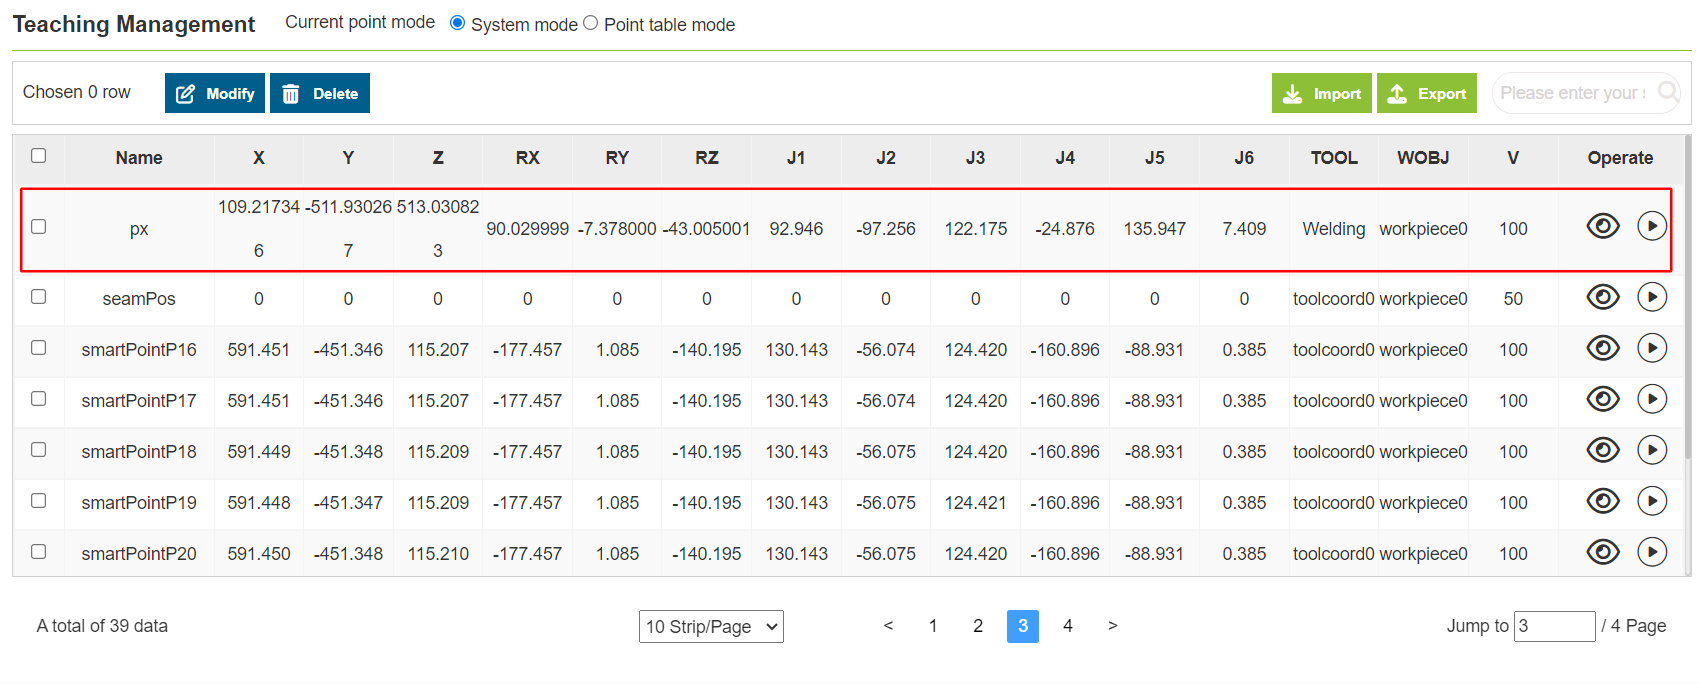 Teaching Management Current point mode System mode Point table mode
Chosen 0 row Modify Delete Import Export Please enter your s
Name X Y Z RX RY RZ J1 J2 J3 J4 J5 J6 TOOL WOBJ V Operate
px 109.217346 -511.930267 513.030823 90.029999 -7.378000 -43.005001 92.946 -97.256 122.175 -24.876 135.947 7.409 Welding workpiece0 100
seamPos 0 0 0 0 0 0 0 0 0 0 0 0 toolcoord0 workpiece0 50
smartPointP16 591.451 -451.346 115.207 -177.457 1.085 -140.195 130.143 -56.074 124.420 -160.896 -88.931 0.385 toolcoord0 workpiece0 100
smartPointP17 591.451 -451.346 115.207 -177.457 1.085 -140.195 130.143 -56.074 124.420 -160.896 -88.931 0.385 toolcoord0 workpiece0 100
smartPointP18 591.449 -451.348 115.209 -177.457 1.085 -140.195 130.143 -56.075 124.420 -160.896 -88.931 0.385 toolcoord0 workpiece0 100
smartPointP19 591.448 -451.347 115.209 -177.457 1.085 -140.195 130.143 -56.075 124.421 -160.896 -88.931 0.385 toolcoord0 workpiece0 100
smartPointP20 591.450 -451.348 115.210 -177.457 1.085 -140.195 130.143 -56.075 124.420 -160.896 -88.931 0.385 toolcoord0 workpiece0 100
A total of 39 data 10 Strip/Page < 1 2 3 4 > Jump to 3 / 4 Page